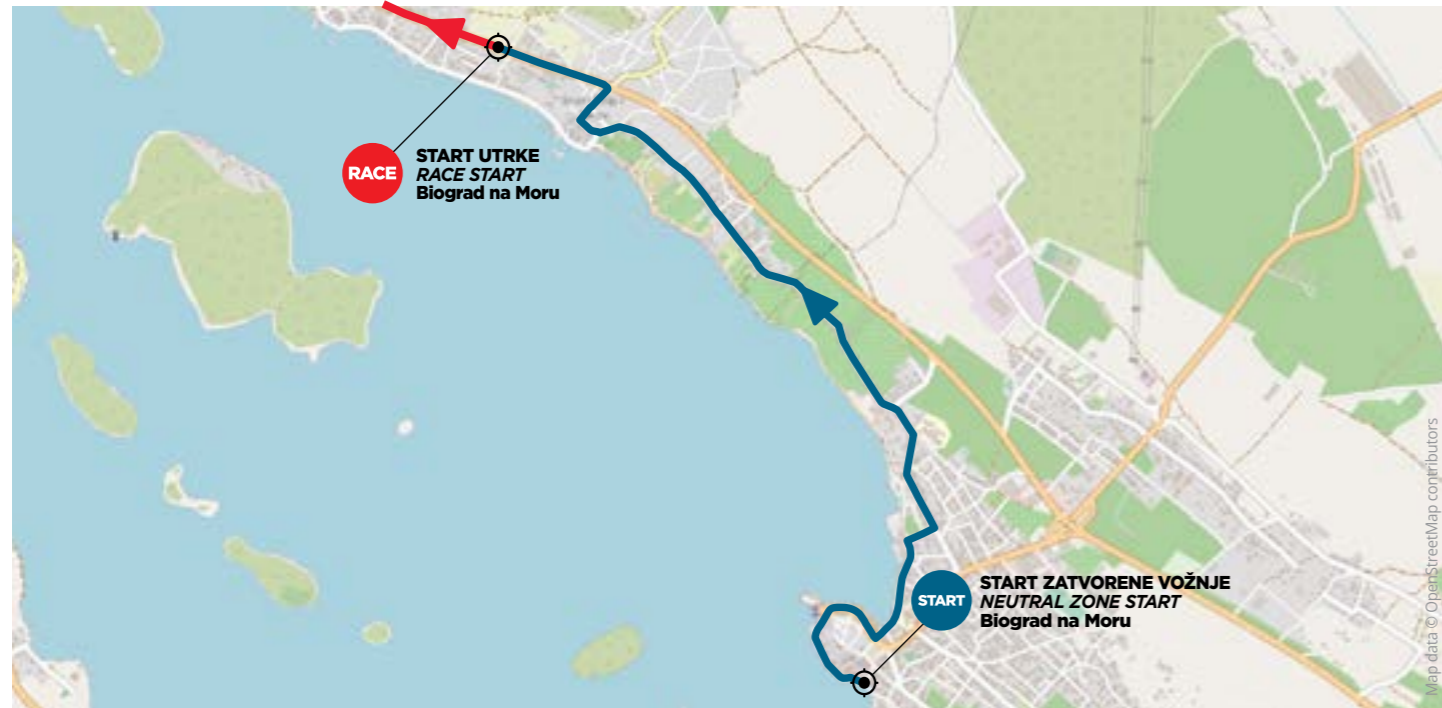 RACE
START UTRKE
RACE START
Biograd na Moru
START
START ZATVORENE VOŽNJE
NEUTRAL ZONE START
Biograd na Moru
Map data © OpenStreetMap contributors